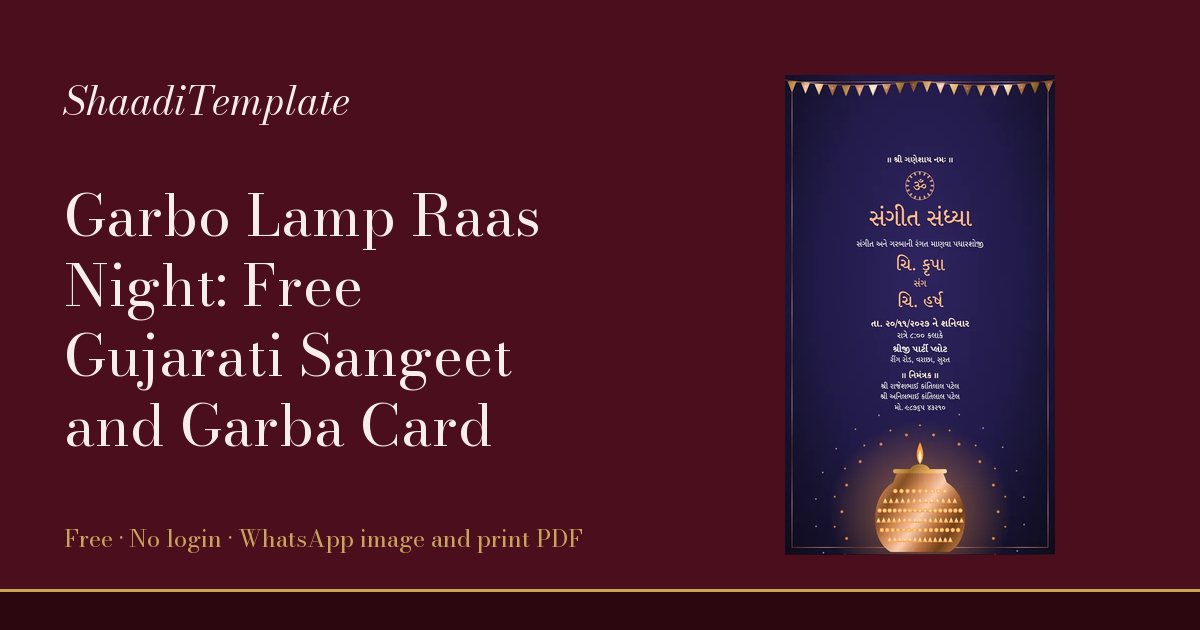 ShaadiTemplate
Garbo Lamp Raas
Night: Free
Gujarati Sangeet
and Garba Card
Free · No login · WhatsApp image and print PDF
॥ શ્રી ગણેશાય નમઃ ॥
ૐ
સંગીત સંધ્યા
સંગીત અને ગરબાની રંગત માણવા પધારશોજી
ચિ. કૃપા
સંગ
ચિ. હર્ષ
તા. ૨૦/૧૧/૨૦૨૭ ને શનિવાર
રાત્રે ૮:૦૦ કલાકે
શ્રીજી પાર્ટી પ્લોટ
રીંગ રોડ, વરાછા, સુરત
॥ નિમંત્રક ॥
શ્રી રાજેશભાઈ કાંતિલાલ પટેલ
શ્રી અનિલભાઈ કાંતિલાલ પટેલ
મો. ૯૮૭૬૫ ૪૩૨૧૦